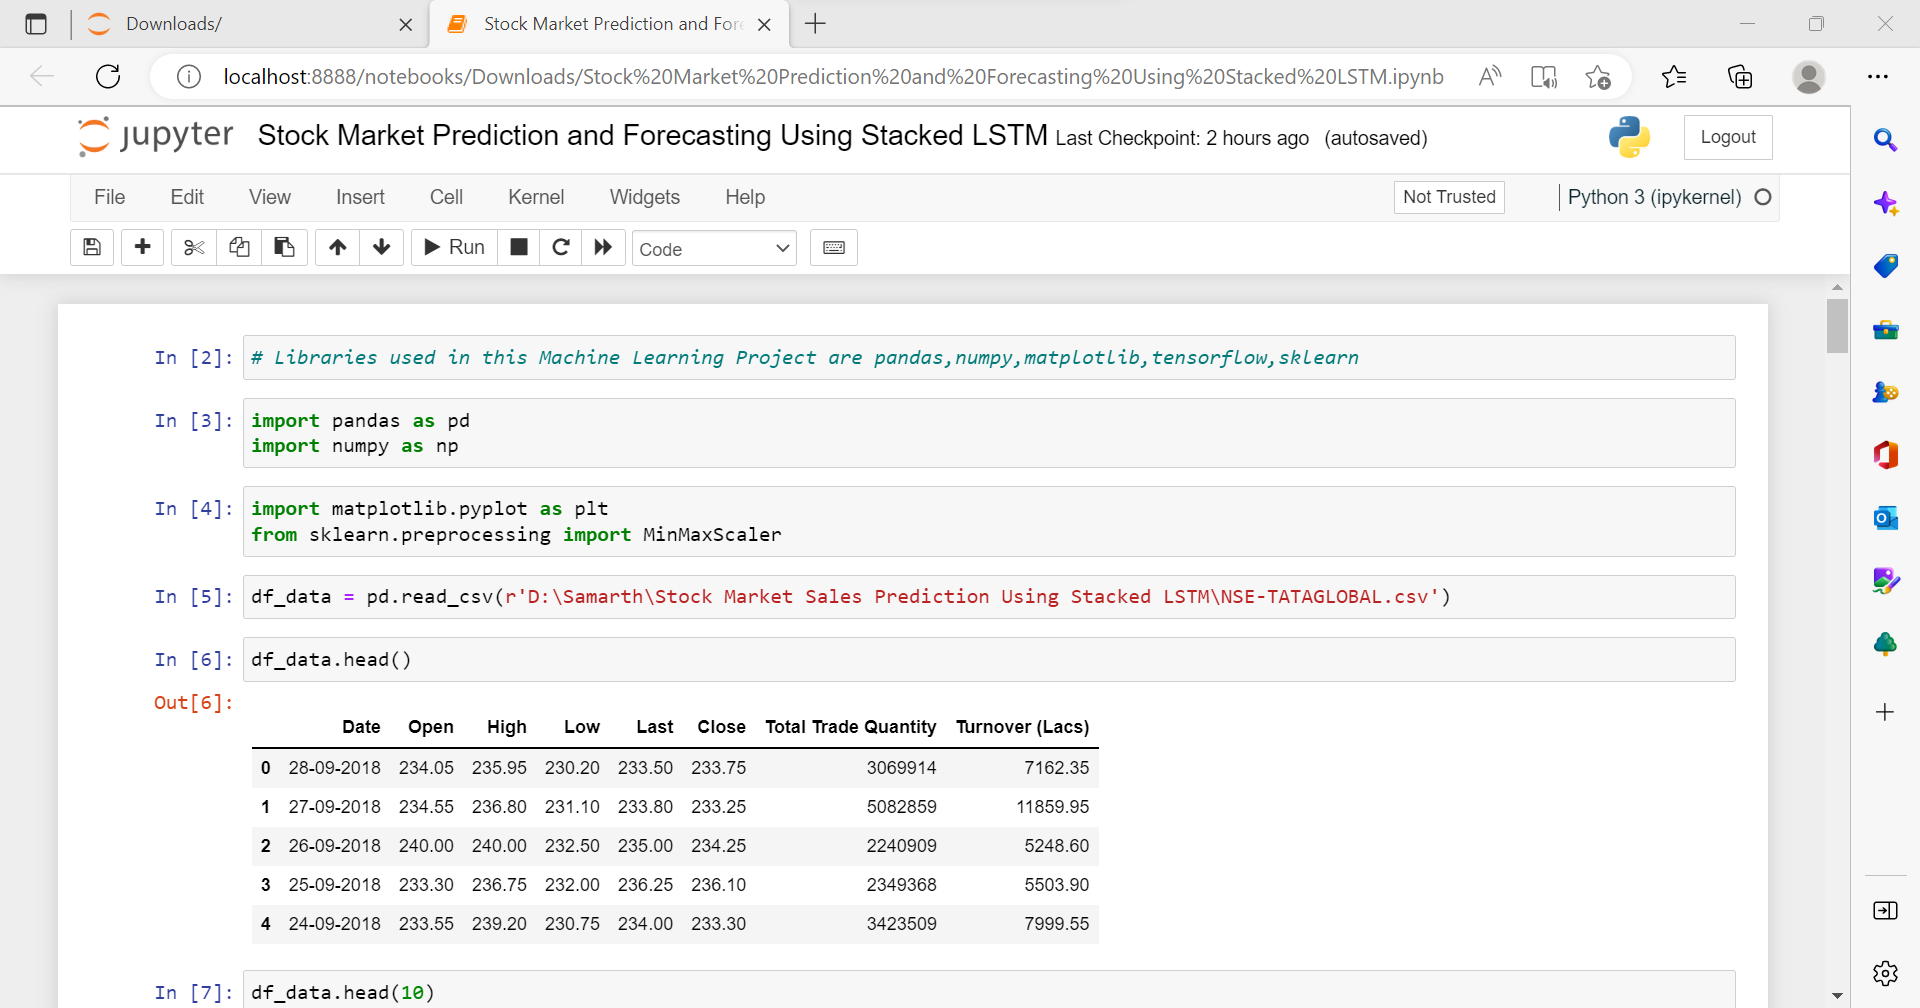 Downloads/
Stock Market Prediction and For
localhost:8888/notebooks/Downloads/Stock%20Market%20Prediction%20and%20Forecasting%20Using%20Stacked%20LSTM.ipynb
jupyter Stock Market Prediction and Forecasting Using Stacked LSTM Last Checkpoint: 2 hours ago (autosaved)
Logout
File Edit View Insert Cell Kernel Widgets Help Not Trusted Python 3 (ipykernel)
Run Code
In [2]: # Libraries used in this Machine Learning Project are pandas,numpy,matplotlib,tensorflow,sklearn
In [3]: import pandas as pd
import numpy as np
In [4]: import matplotlib.pyplot as plt
from sklearn.preprocessing import MinMaxScaler
In [5]: df_data = pd.read_csv(r'D:\Samarth\Stock Market Sales Prediction Using Stacked LSTM\NSE-TATAGLOBAL.csv')
In [6]: df_data.head()
Out[6]:
Date Open High Low Last Close Total Trade Quantity Turnover (Lacs)
0 28-09-2018 234.05 235.95 230.20 233.50 233.75 3069914 7162.35
1 27-09-2018 234.55 236.80 231.10 233.80 233.25 5082859 11859.95
2 26-09-2018 240.00 240.00 232.50 235.00 234.25 2240909 5248.60
3 25-09-2018 233.30 236.75 232.00 236.25 236.10 2349368 5503.90
4 24-09-2018 233.55 239.20 230.75 234.00 233.30 3423509 7999.55
In [7]: df_data.head(10)